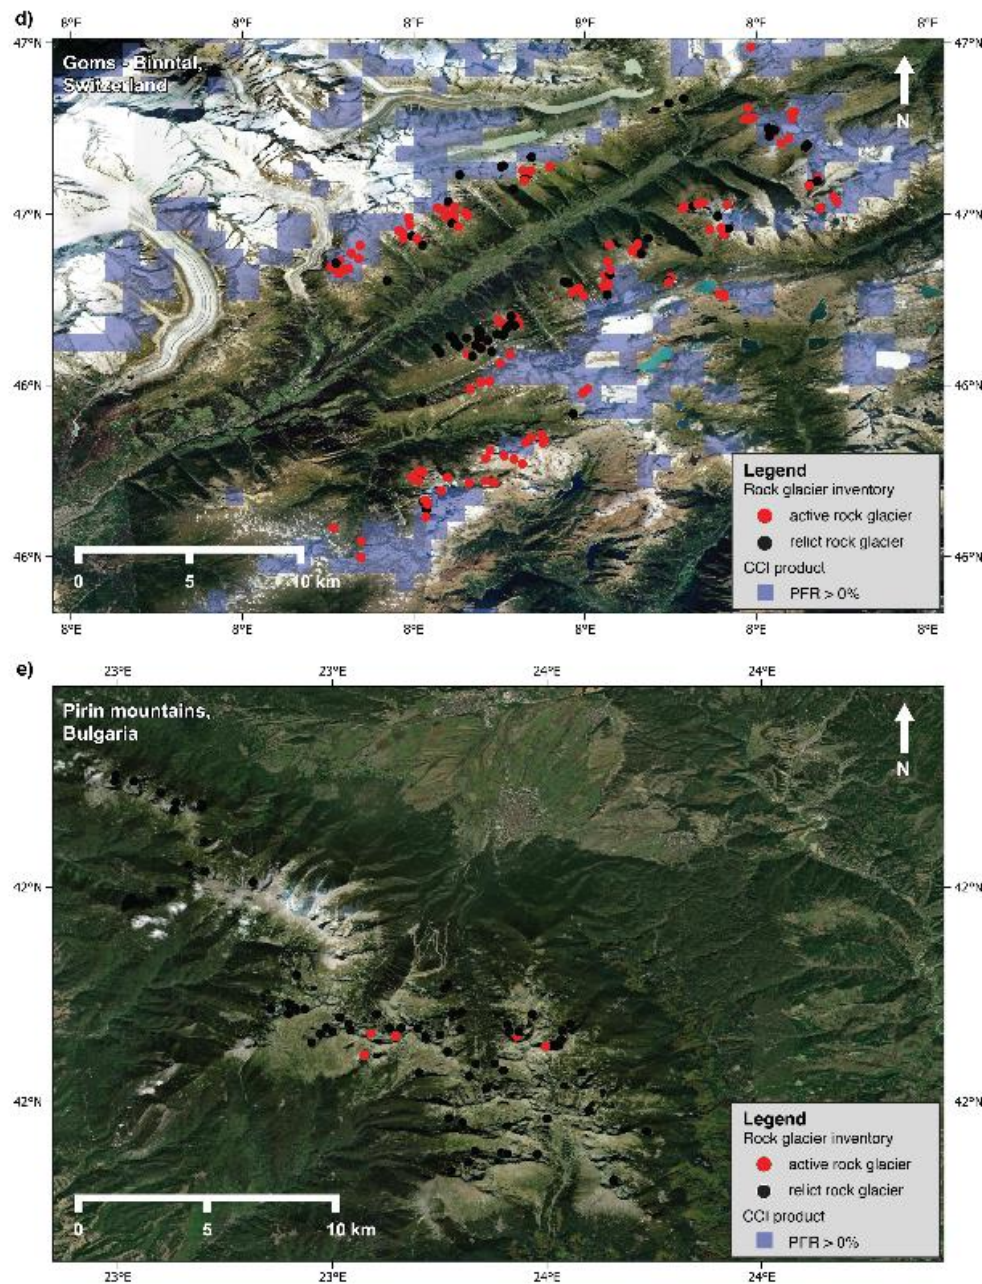 d)
8°E 8°E 8°E 8°E 8°E 8°E
47°N 47°N
Goms - Binntal,
Switzerland
N
47°N 47°N
46°N 46°N
Legend
Rock glacier inventory
active rock glacier
relict rock glacier
CCI product
PFR > 0%
46°N 46°N
0 5 10 km
8°E 8°E 8°E 8°E 8°E 8°E
e)
23°E 23°E 24°E 24°E
Pirin mountains,
Bulgaria
N
42°N 42°N
42°N 42°N
Legend
Rock glacier inventory
active rock glacier
relict rock glacier
CCI product
PFR > 0%
0 5 10 km
23°E 23°E 24°E 24°E